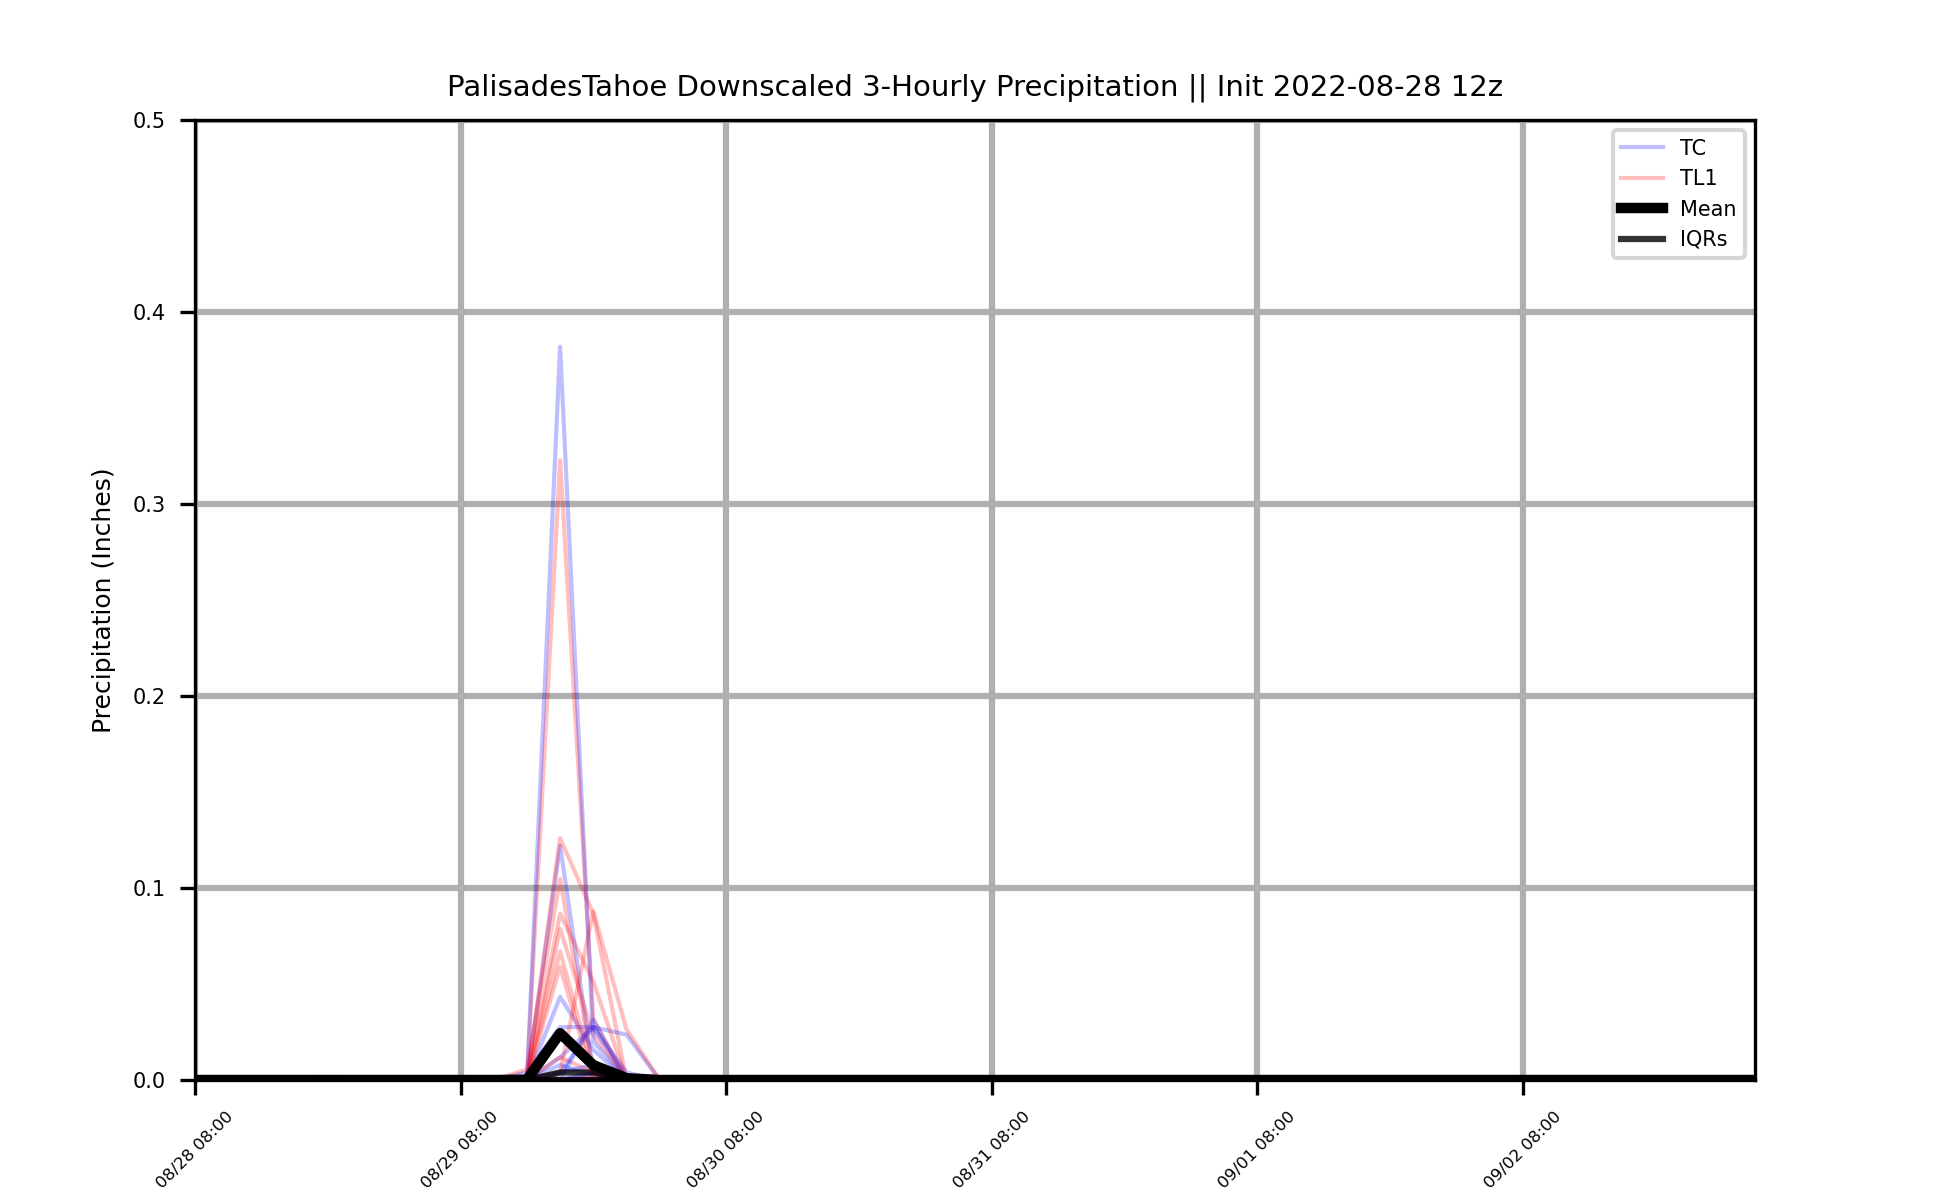 PalisadesTahoe Downscaled 3-Hourly Precipitation || Init 2022-08-28 12z
Precipitation (Inches)
0.5
0.4
0.3
0.2
0.1
0.0
TC
TL1
Mean
IQRs
08/28 08:00
08/29 08:00
08/30 08:00
08/31 08:00
09/01 08:00
09/02 08:00